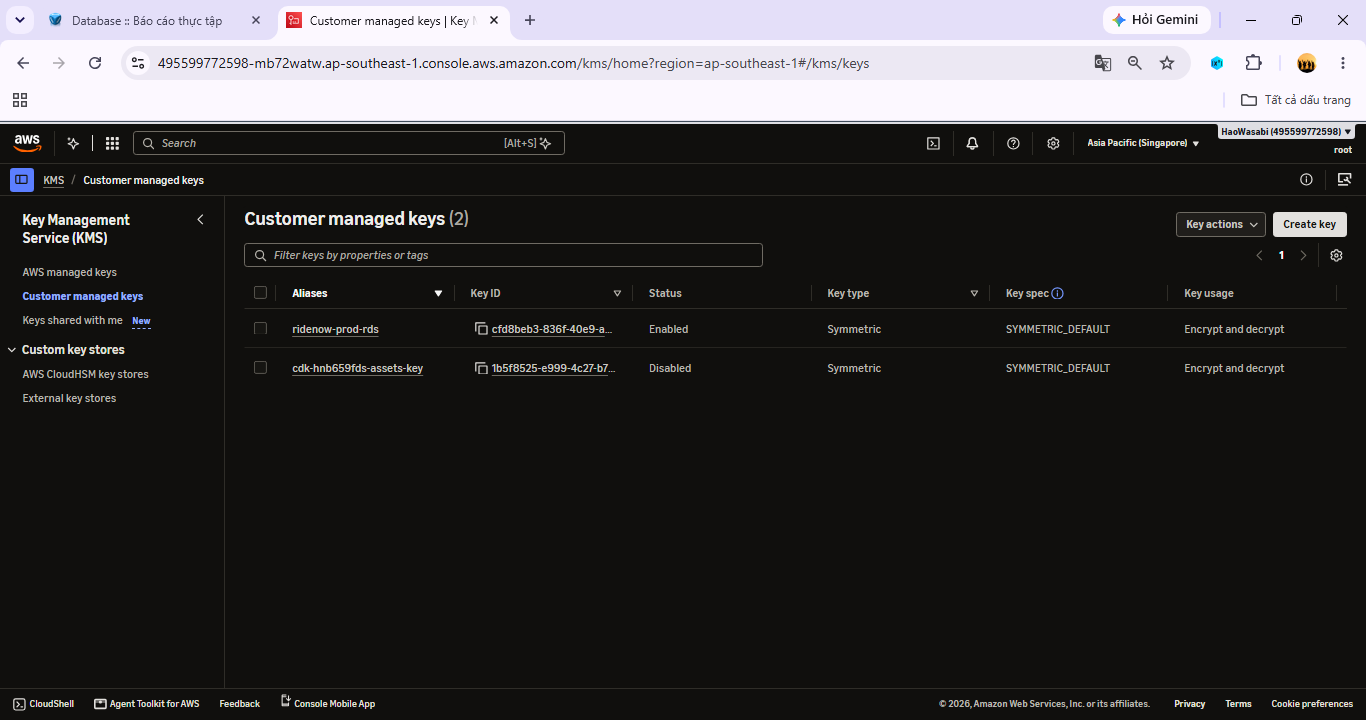 Database :: Báo cáo thực tập
Customer managed keys | Key M
Hỏi Gemini
495599772598-mb72watw.ap-southeast-1.console.aws.amazon.com/kms/home?region=ap-southeast-1#/kms/keys
Tất cả dấu trang
aws
Search
[Alt+S]
Asia Pacific (Singapore)
HaoWasabi (495599772598)
root
KMS / Customer managed keys
Key Management
Service (KMS)
AWS managed keys
Customer managed keys
Keys shared with me New
Custom key stores
AWS CloudHSM key stores
External key stores
Customer managed keys (2)
Key actions
Create key
Filter keys by properties or tags
1
Aliases Key ID Status Key type Key spec Key usage
ridenow-prod-rds cfd8beb3-836f-40e9-a... Enabled Symmetric SYMMETRIC_DEFAULT Encrypt and decrypt
cdk-hnb659fds-assets-key 1b5f8525-e999-4c27-b7... Disabled Symmetric SYMMETRIC_DEFAULT Encrypt and decrypt
CloudShell Agent Toolkit for AWS Feedback Console Mobile App © 2026, Amazon Web Services, Inc. or its affiliates. Privacy Terms Cookie preferences